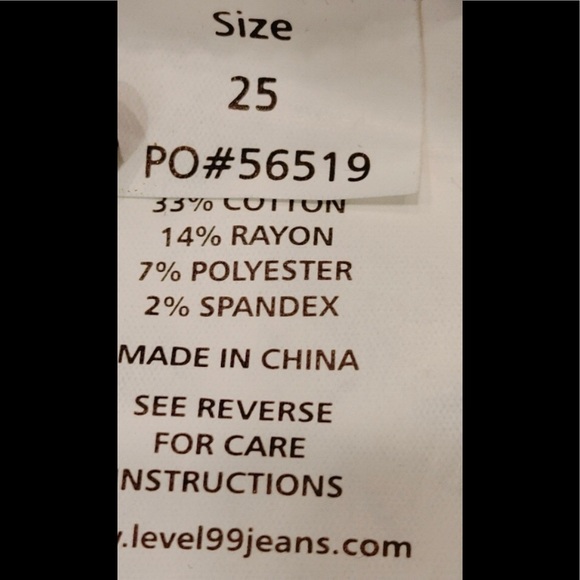 Size
25
PO#56519
33% COTTON
14% RAYON
7% POLYESTER
2% SPANDEX
MADE IN CHINA
SEE REVERSE
FOR CARE
INSTRUCTIONS
.level99jeans.com